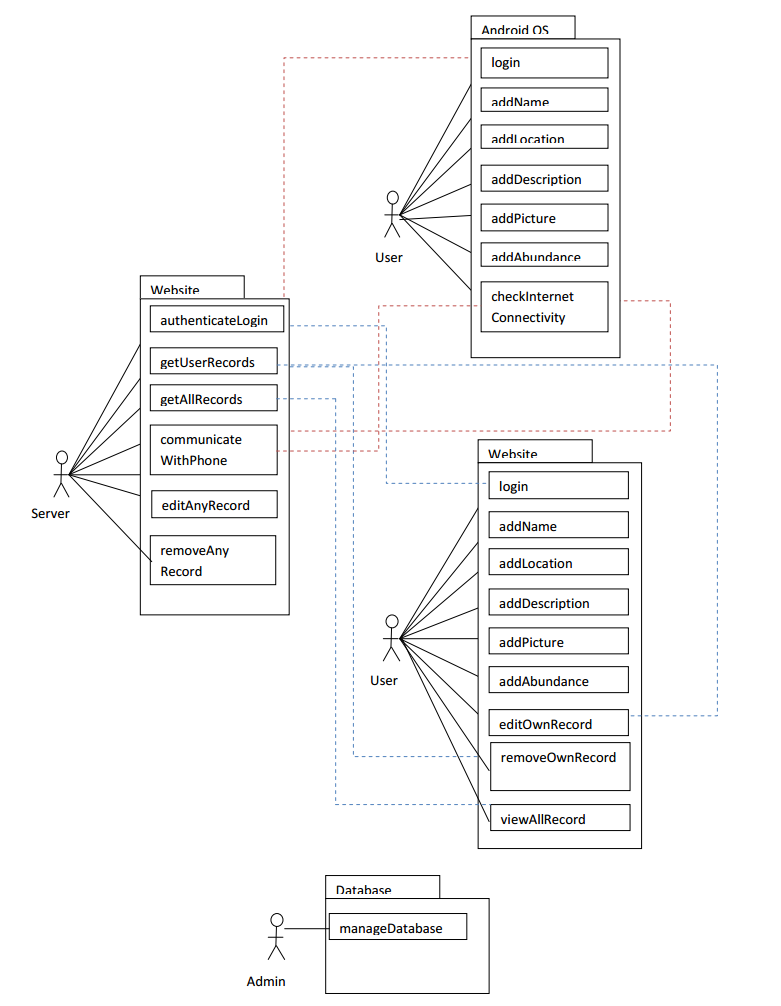 Android OS
login
addName
addLocation
addDescription
addPicture
addAbundance
checkInternet
Connectivity
User
Website
authenticateLogin
getUserRecords
getAllRecords
communicate
WithPhone
editAnyRecord
removeAny
Record
Server
Website
login
addName
addLocation
addDescription
addPicture
addAbundance
editOwnRecord
removeOwnRecord
viewAllRecord
User
Database
manageDatabase
Admin